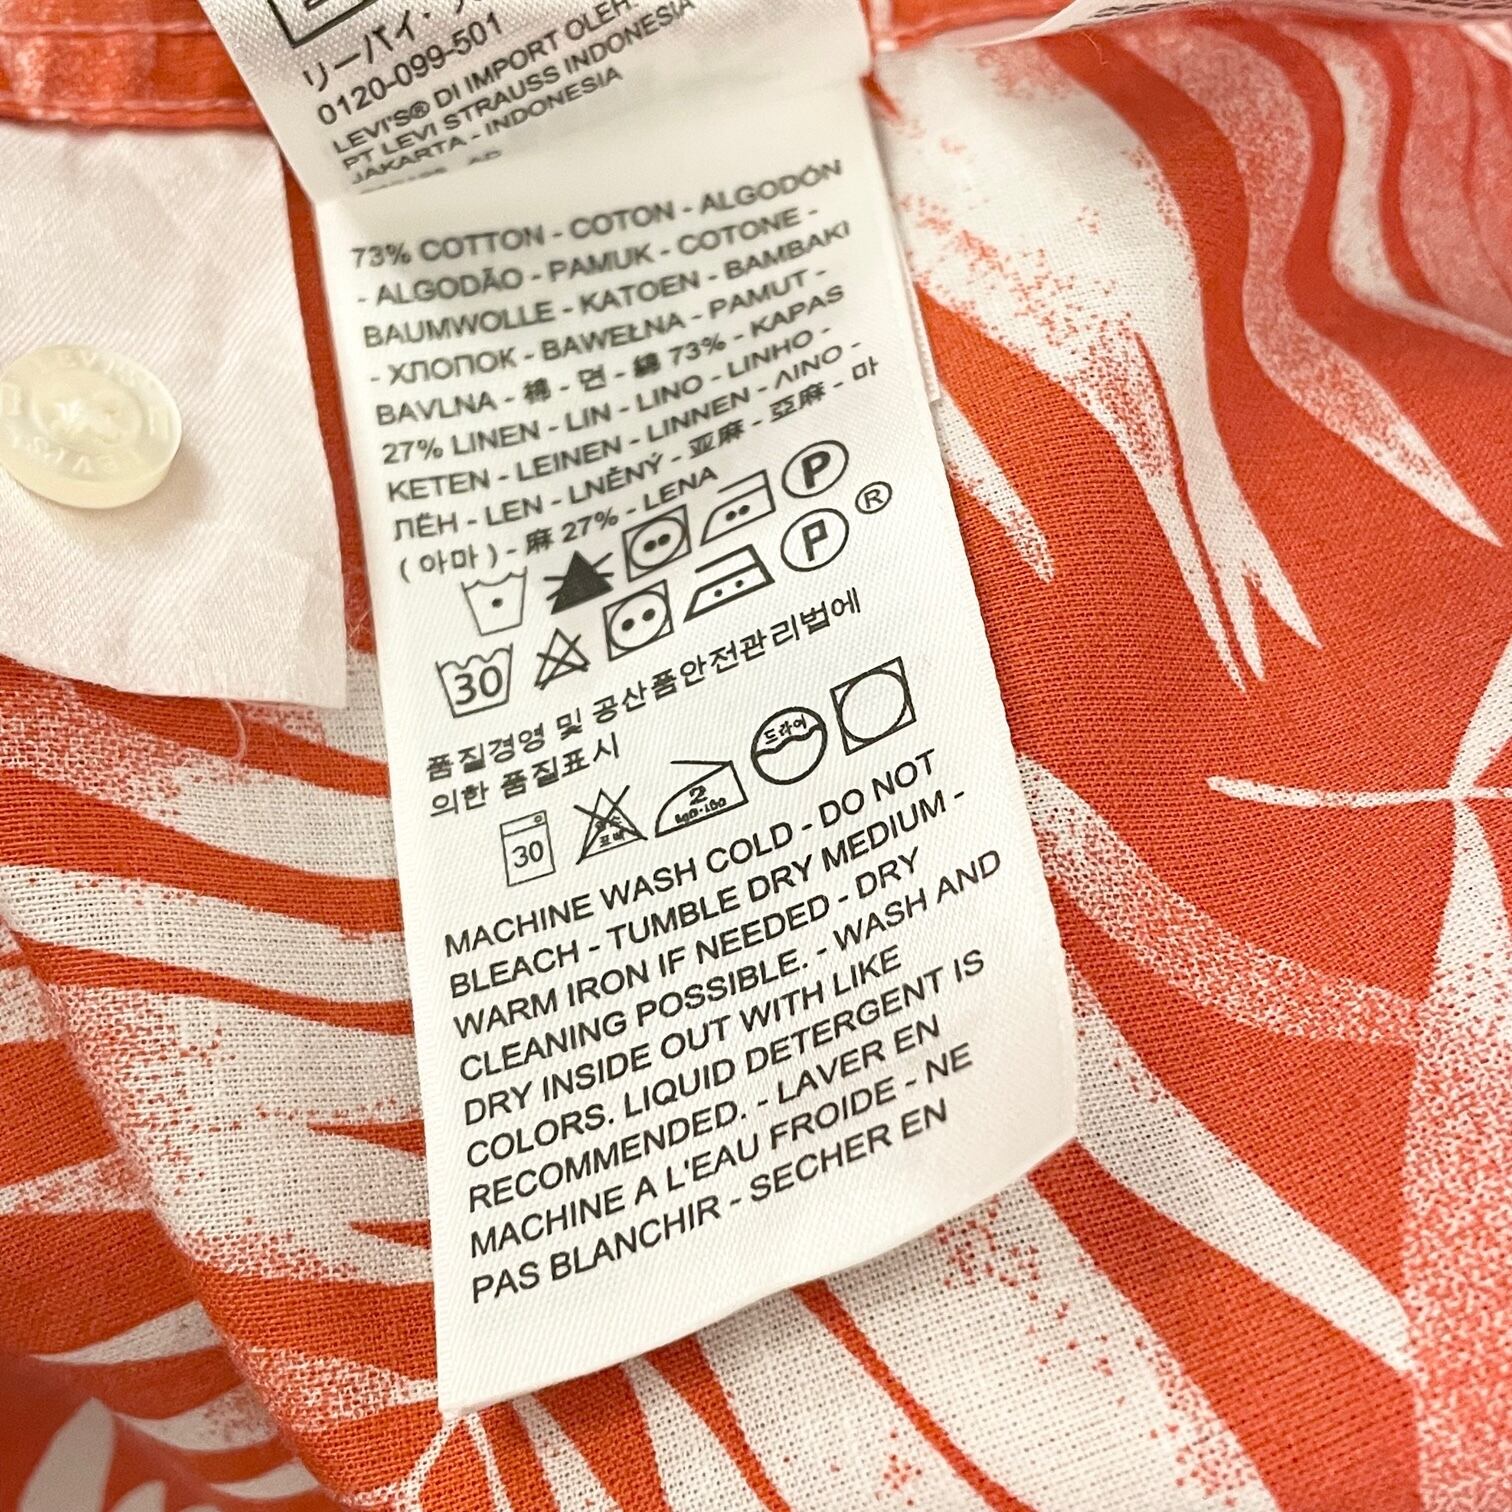 リーバイ・
0120-099-501
LEVI'S® DI IMPORT OLEH:
PT LEVI STRAUSS INDONESIA
JAKARTA - INDONESIA
73% COTTON - COTON - ALGODÓN
- ALGODÃO - PAMUK - COTONE -
BAUMWOLLE - KATOEN - BAMBAKI
- ХЛОПОК - BAWEŁNA - PAMUT -
BAVLNA - 棉 - 면 - 綿 73% - KAPAS
27% LINEN - LIN - LINO - LINHO -
KETEN - LEINEN - LINNEN - ΛΙΝΟ -
ЛЁН - LEN - LNĚNÝ - 亚麻 - 亞麻 - 마
( 아마 ) - 麻 27% - LENA
P
P ®
30
품질경영 및 공산품안전관리법에
의한 품질표시
30
2
드라이
MACHINE WASH COLD - DO NOT
BLEACH - TUMBLE DRY MEDIUM -
WARM IRON IF NEEDED - DRY
CLEANING POSSIBLE. - WASH AND
DRY INSIDE OUT WITH LIKE
COLORS. LIQUID DETERGENT IS
RECOMMENDED. - LAVER EN
MACHINE A L'EAU FROIDE - NE
PAS BLANCHIR - SECHER EN